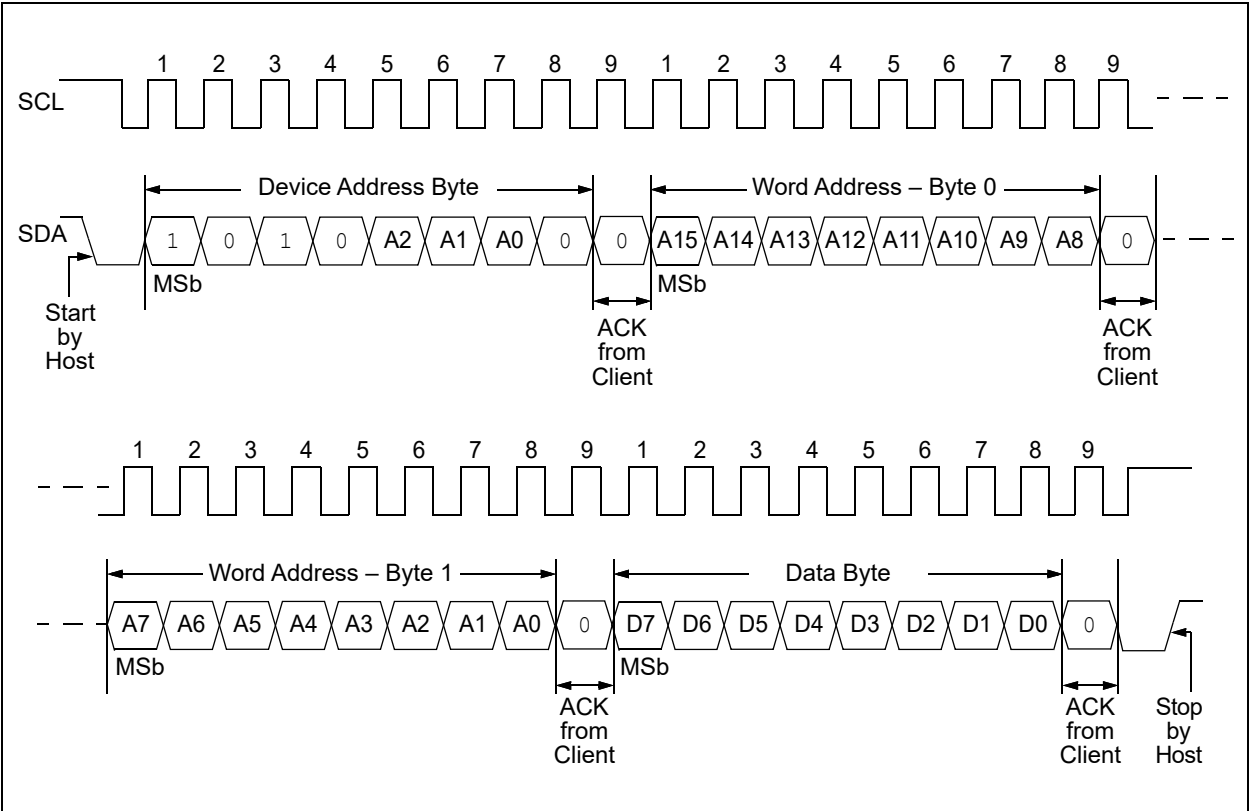 1 2 3 4 5 6 7 8 9 1 2 3 4 5 6 7 8 9
SCL
Device Address Byte Word Address – Byte 0
SDA 1 0 1 0 A2 A1 A0 0 0 A15 A14 A13 A12 A11 A10 A9 A8 0
MSb MSb
Start
by
Host
ACK
from
Client
ACK
from
Client
1 2 3 4 5 6 7 8 9 1 2 3 4 5 6 7 8 9
Word Address – Byte 1 Data Byte
A7 A6 A5 A4 A3 A2 A1 A0 0 D7 D6 D5 D4 D3 D2 D1 D0 0
MSb MSb
ACK
from
Client
ACK
from
Client
Stop
by
Host